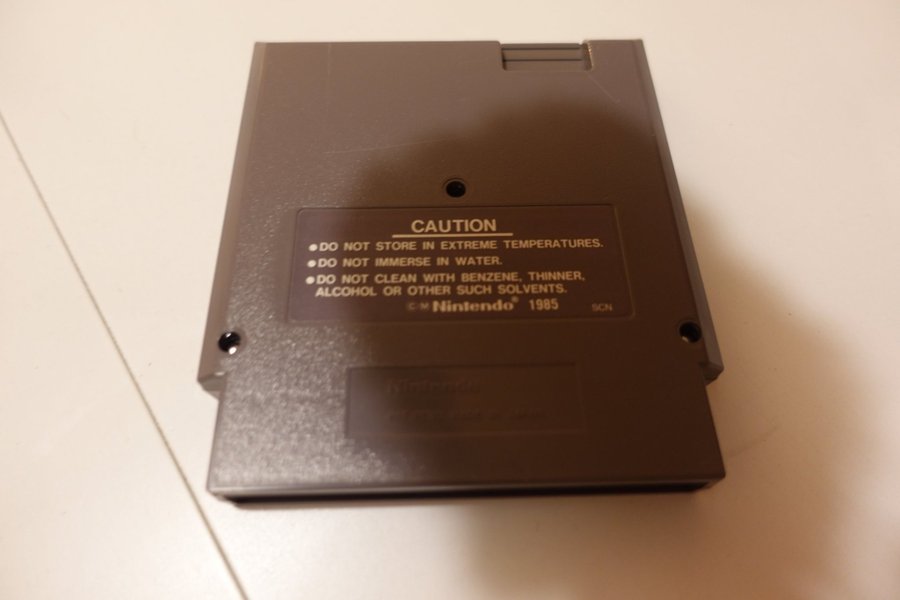 CAUTION
●DO NOT STORE IN EXTREME TEMPERATURES.
●DO NOT IMMERSE IN WATER.
●DO NOT CLEAN WITH BENZENE, THINNER,
ALCOHOL OR OTHER SUCH SOLVENTS.
Nintendo® 1985 SCN
Nintendo